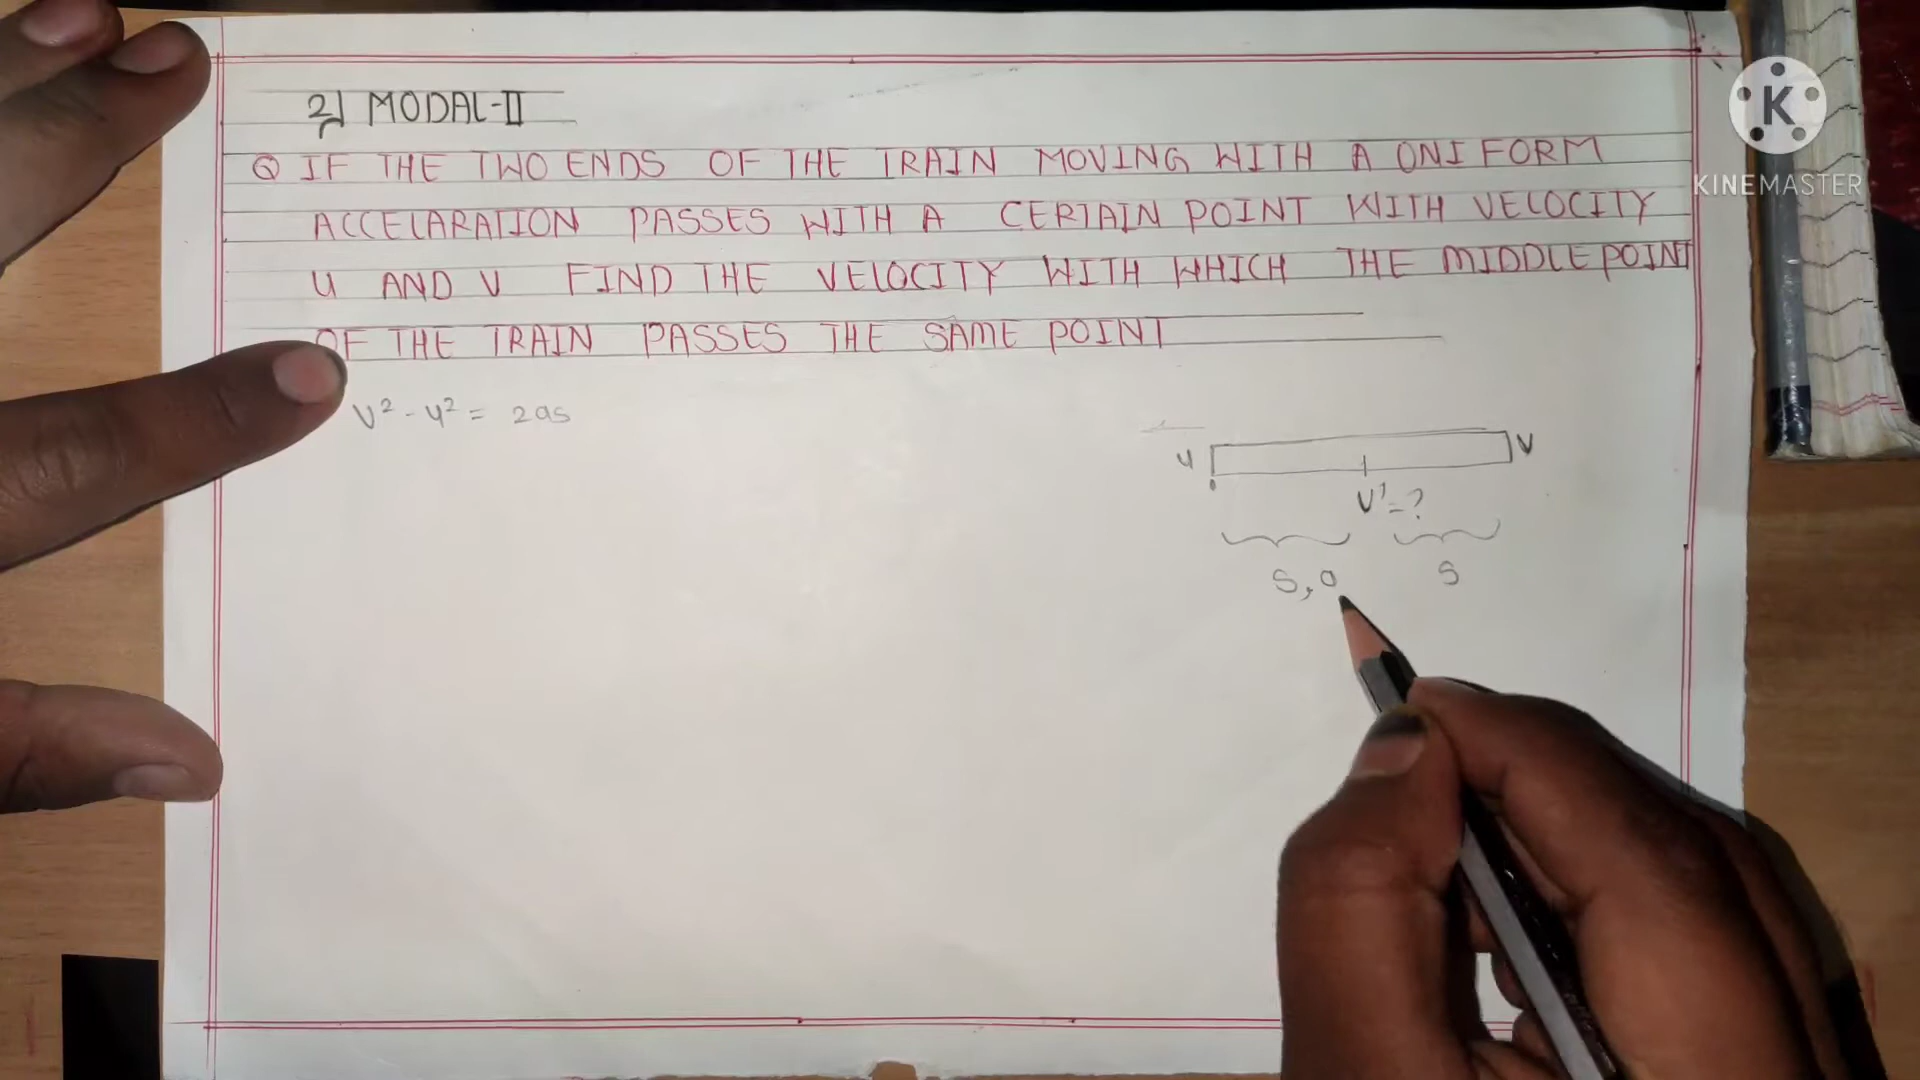 2) MODAL-II
Q IF THE TWO ENDS OF THE TRAIN MOVING WITH A ONIFORM
ACCELARATION PASSES WITH A CERTAIN POINT WITH VELOCITY
U AND V FIND THE VELOCITY WITH WHICH THE MIDDLE POINT
OF THE TRAIN PASSES THE SAME POINT
V² - u² = 2as
u V
V' = ?
S, a S
K
KINEMASTER